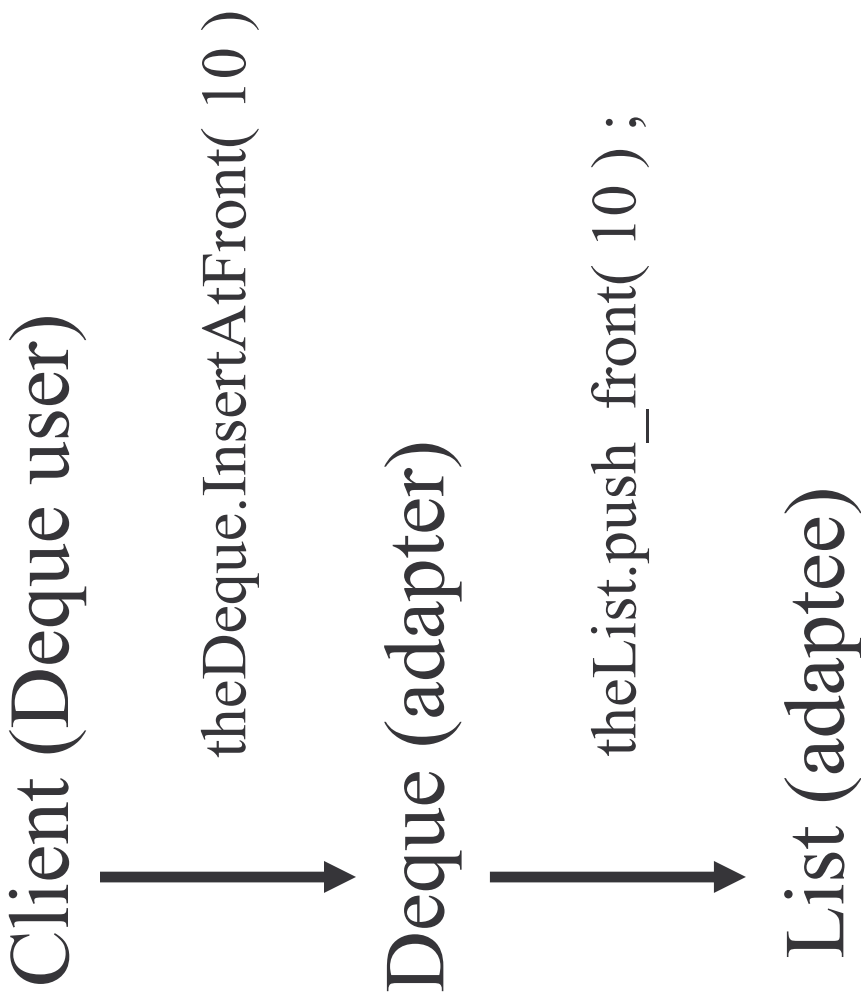 Client (Deque user)
theDeque.InsertAtFront( 10 )
Deque (adapter)
theList.push_front( 10 ) ;
List (adaptee)